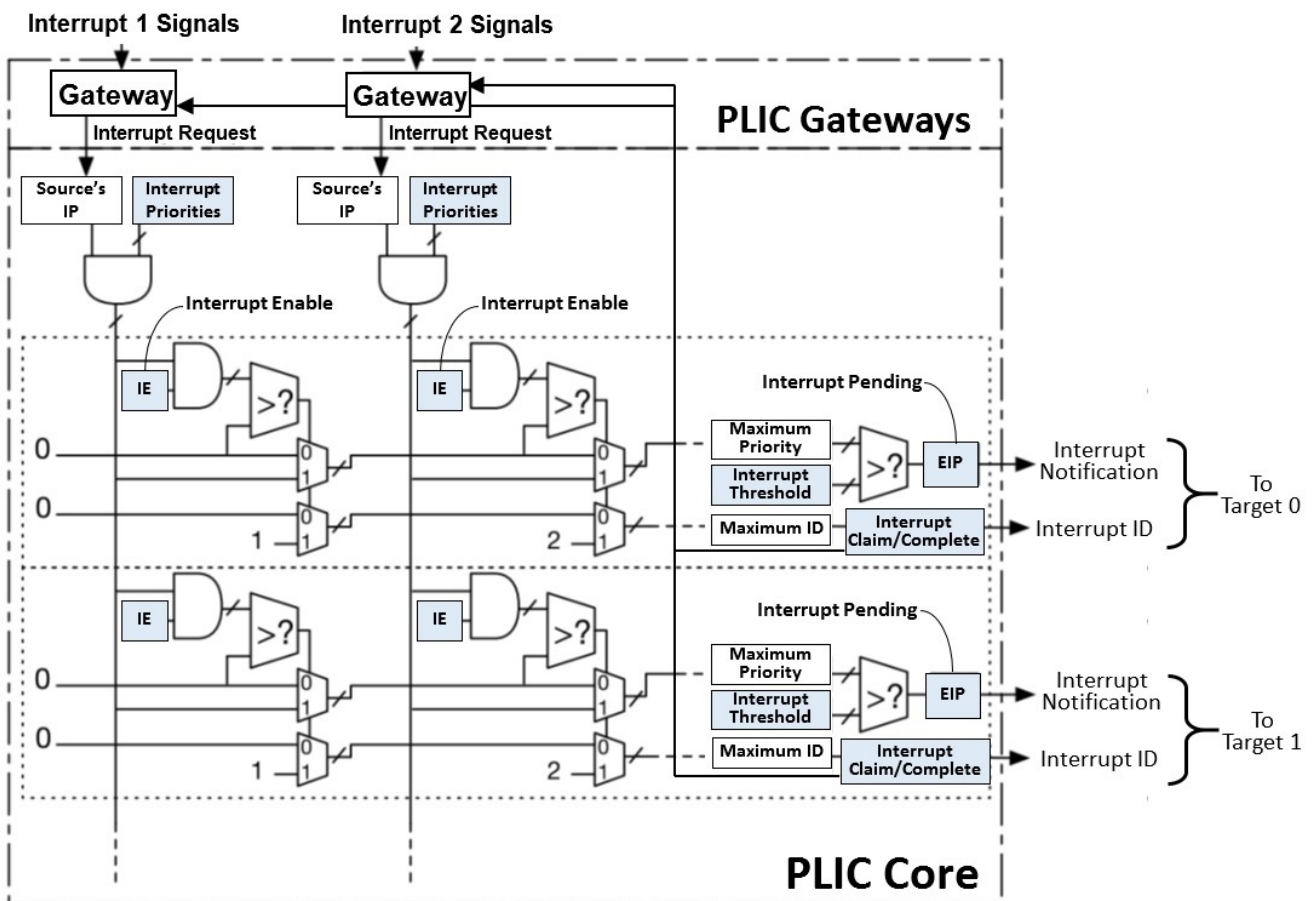 Interrupt 1 Signals
Interrupt 2 Signals
Gateway
Gateway
Interrupt Request
Interrupt Request
PLIC Gateways
Source's
IP
Interrupt
Priorities
Source's
IP
Interrupt
Priorities
Interrupt Enable
Interrupt Enable
IE
>?
IE
>?
0
0
1
0
1
0
0
1
1
0
1
2
Interrupt Pending
Maximum
Priority
Interrupt
Threshold
>?
EIP
Maximum ID
Interrupt
Claim/Complete
Interrupt
Notification
Interrupt ID
To
Target 0
IE
>?
IE
>?
0
0
1
0
1
0
0
1
1
0
1
2
Interrupt Pending
Maximum
Priority
Interrupt
Threshold
>?
EIP
Maximum ID
Interrupt
Claim/Complete
Interrupt
Notification
Interrupt ID
To
Target 1
PLIC Core